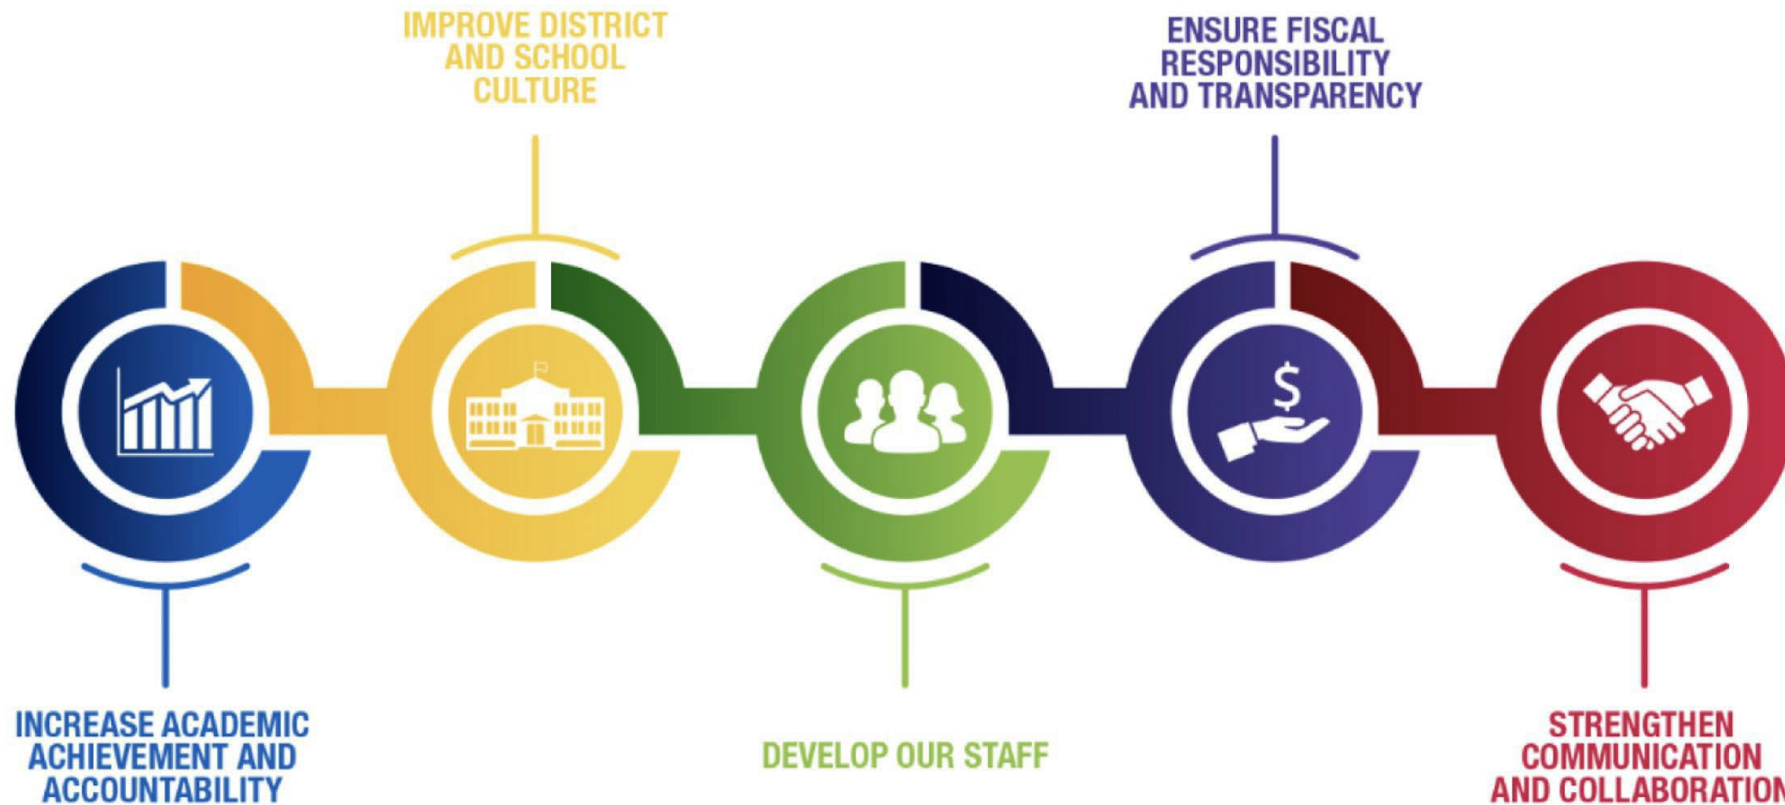 IMPROVE DISTRICT
AND SCHOOL
CULTURE
ENSURE FISCAL
RESPONSIBILITY
AND TRANSPARENCY
$
INCREASE ACADEMIC
ACHIEVEMENT AND
ACCOUNTABILITY
DEVELOP OUR STAFF
STRENGTHEN
COMMUNICATION
AND COLLABORATION